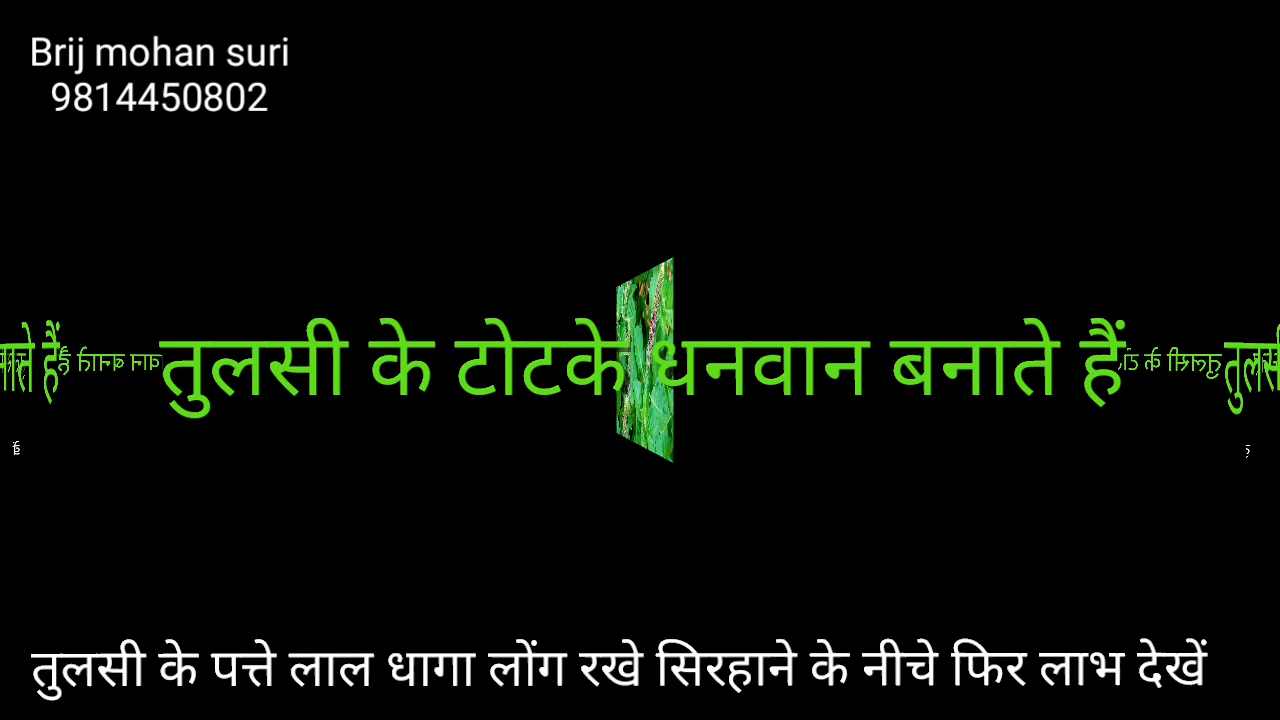 Brij mohan suri
9814450802
तुलसी के टोटके धनवान बनाते हैं
तुलसी के पत्ते लाल धागा लोंग रखे सिरहाने के नीचे फिर लाभ देखें